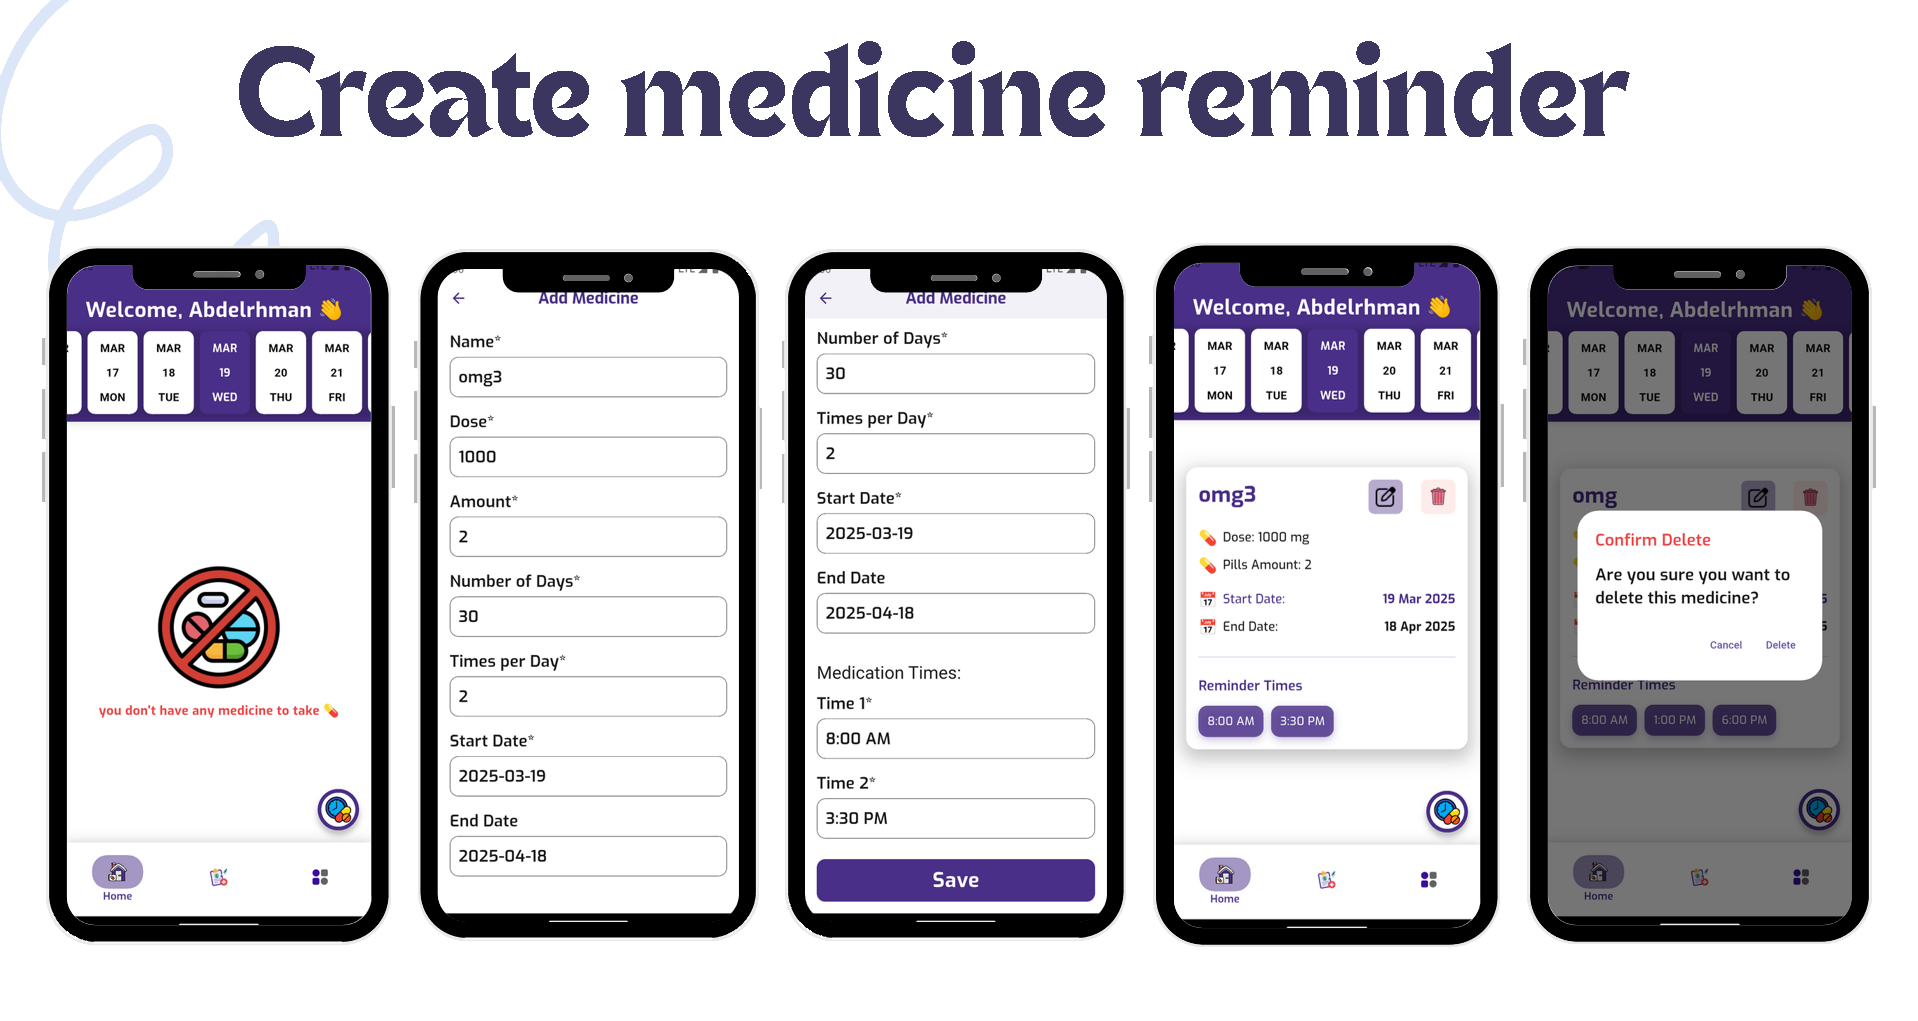 Create medicine reminder
Welcome, Abdelrhman 👋
MAR MAR MAR MAR MAR
17 18 19 20 21
MON TUE WED THU FRI
you don't have any medicine to take 💊
Home
Add Medicine
Name*
omg3
Dose*
1000
Amount*
2
Number of Days*
30
Times per Day*
2
Start Date*
2025-03-19
End Date
2025-04-18
Add Medicine
Number of Days*
30
Times per Day*
2
Start Date*
2025-03-19
End Date
2025-04-18
Medication Times:
Time 1*
8:00 AM
Time 2*
3:30 PM
Save
Welcome, Abdelrhman 👋
MAR MAR MAR MAR MAR
17 18 19 20 21
MON TUE WED THU FRI
omg3
💊 Dose: 1000 mg
💊 Pills Amount: 2
📅 Start Date: 19 Mar 2025
📅 End Date: 18 Apr 2025
Reminder Times
8:00 AM 3:30 PM
Home
Welcome, Abdelrhman 👋
MAR MAR MAR MAR MAR
17 18 19 20 21
MON TUE WED THU FRI
omg
Confirm Delete
Are you sure you want to
delete this medicine?
Cancel Delete
Reminder Times
8:00 AM 1:00 PM 6:00 PM
Home